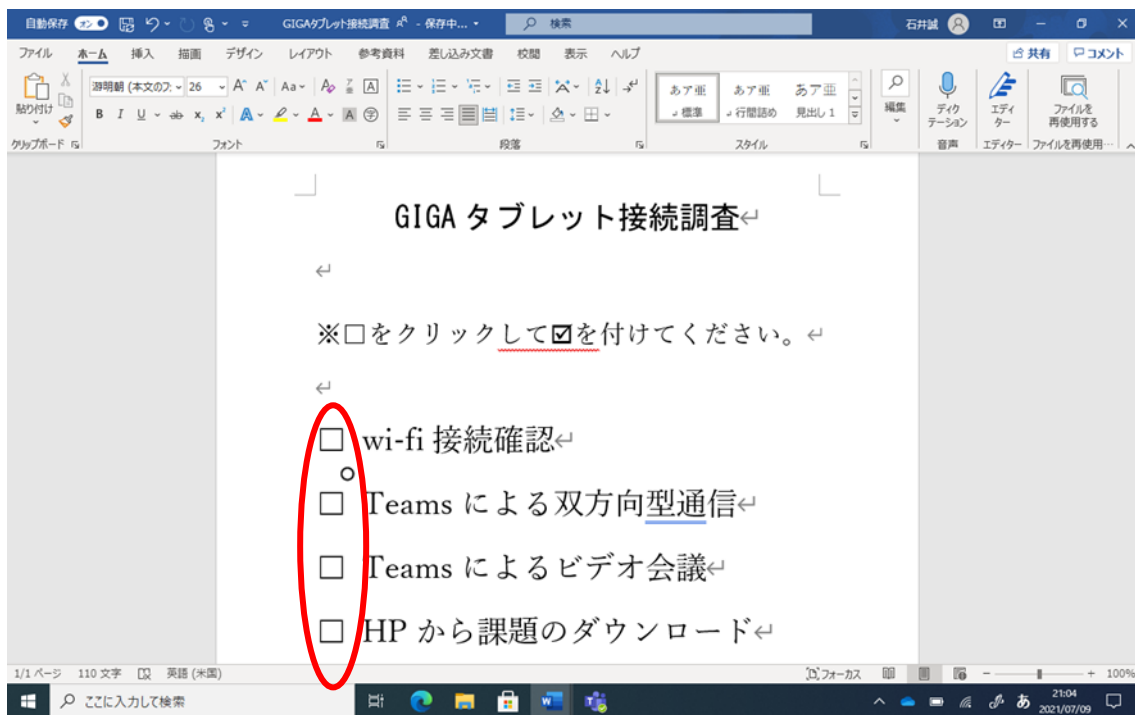 自動保存 オン GIGAタブレット接続調査 - 保存中... 検索 石井誠
ファイル ホーム 挿入 描画 デザイン レイアウト 参考資料 差し込み文書 校閲 表示 ヘルプ 共有 コメント
貼り付け 游明朝 (本文のフ: 26 A A Aa A
B I U ab x, x² A A A 字
あア亜 あア亜 あア亜
標準 行間詰め 見出し 1
編集 ディクテーション エディター ファイルを再使用する
クリップボード フォント 段落 スタイル 音声 エディター ファイルを再使用…
GIGA タブレット接続調査
※□をクリックして☑を付けてください。
□ wi-fi 接続確認
□ Teams による双方向型通信
□ Teams によるビデオ会議
□ HP から課題のダウンロード
1/1 ページ 110 文字 英語 (米国) フォーカス 100%
ここに入力して検索 あ 21:04
2021/07/09